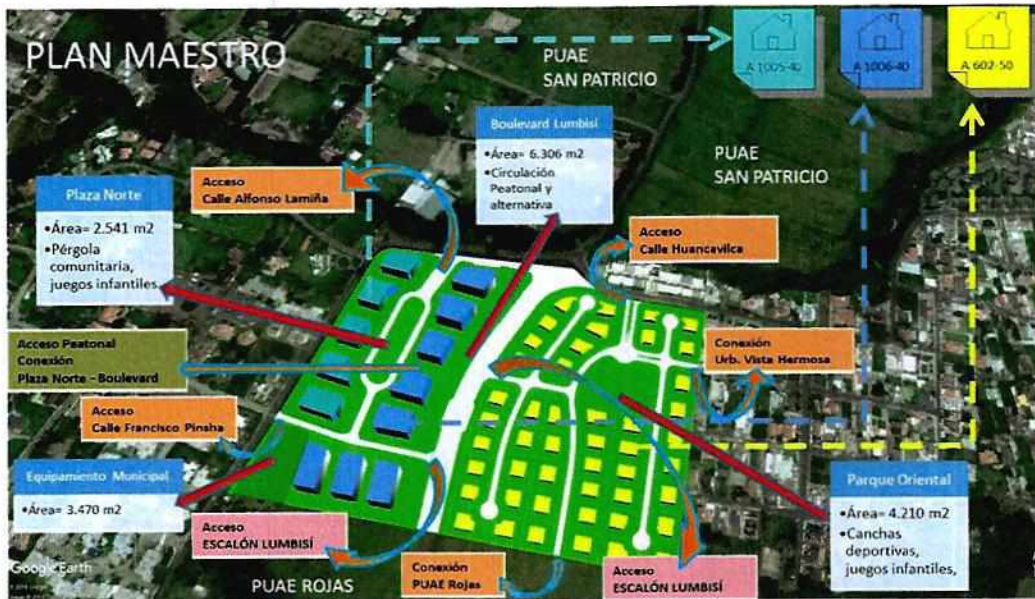 PLAN MAESTRO
PUAE
SAN PATRICIO
A 1005-40
A 1006-40
A 602-50
Boulevard Lumbisí
•Área= 6.306 m2
•Circulación
Peatonal y
alternativa
PUAE
SAN PATRICIO
Acceso
Calle Alfonso Lamiña
Plaza Norte
•Área= 2.541 m2
•Pérgola
comunitaria,
juegos infantiles
Acceso
Calle Huancavilca
Acceso Peatonal
Conexión
Plaza Norte - Boulevard
Conexión
Urb. Vista Hermosa
Acceso
Calle Francisco Pinsha
Equipamiento Municipal
•Área= 3.470 m2
Parque Oriental
•Área= 4.210 m2
•Canchas
deportivas,
juegos infantiles,
Acceso
ESCALÓN LUMBISÍ
Conexión
PUAE Rojas
Acceso
ESCALÓN LUMBISÍ
Google Earth
PUAE ROJAS